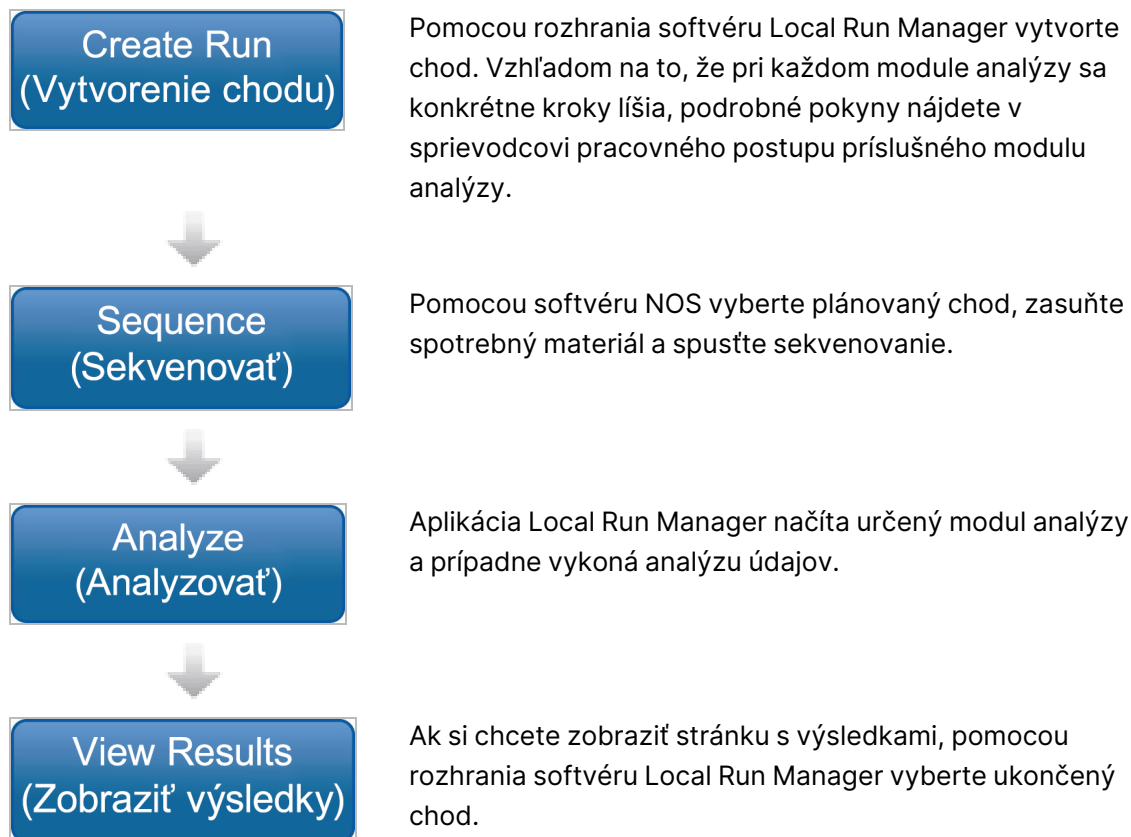 Create Run
(Vytvorenie chodu)
Pomocou rozhrania softvéru Local Run Manager vytvorte
chod. Vzhľadom na to, že pri každom module analýzy sa
konkrétne kroky líšia, podrobné pokyny nájdete v
sprievodcovi pracovného postupu príslušného modulu
analýzy.
Sequence
(Sekvenovať)
Pomocou softvéru NOS vyberte plánovaný chod, zasuňte
spotrebný materiál a spusťte sekvenovanie.
Analyze
(Analyzovať)
Aplikácia Local Run Manager načíta určený modul analýzy
a prípadne vykoná analýzu údajov.
View Results
(Zobraziť výsledky)
Ak si chcete zobraziť stránku s výsledkami, pomocou
rozhrania softvéru Local Run Manager vyberte ukončený
chod.